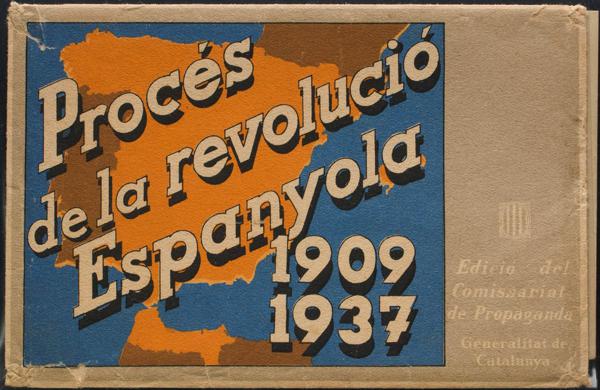 Procés
de la revolució
Espanyola
1909
1937
Edició del
Comissariat
de Propaganda
Generalitat de
Catalunya